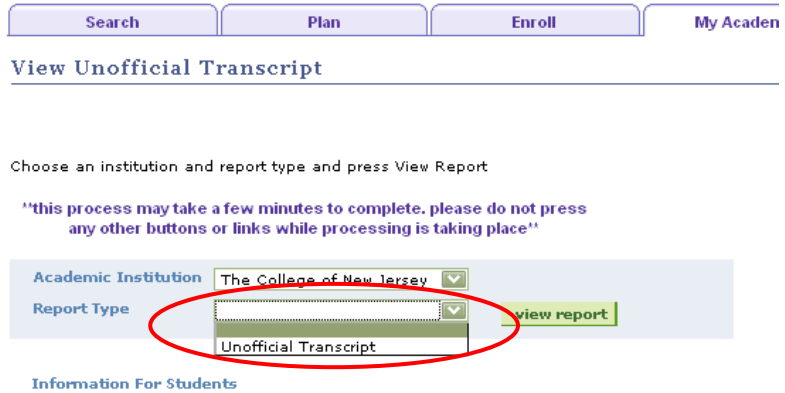 Search Plan Enroll My Academ
View Unofficial Transcript
Choose an institution and report type and press View Report
**this process may take a few minutes to complete. please do not press
any other buttons or links while processing is taking place**
Academic Institution The College of New Jersey
Report Type view report
Unofficial Transcript
Information For Students